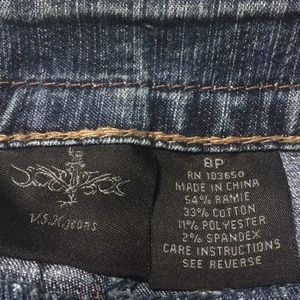 V.S.X.jeans
8P
RN 103650
MADE IN CHINA
54% RAMIE
33% COTTON
11% POLYESTER
2% SPANDEX
CARE INSTRUCTIONS
SEE REVERSE